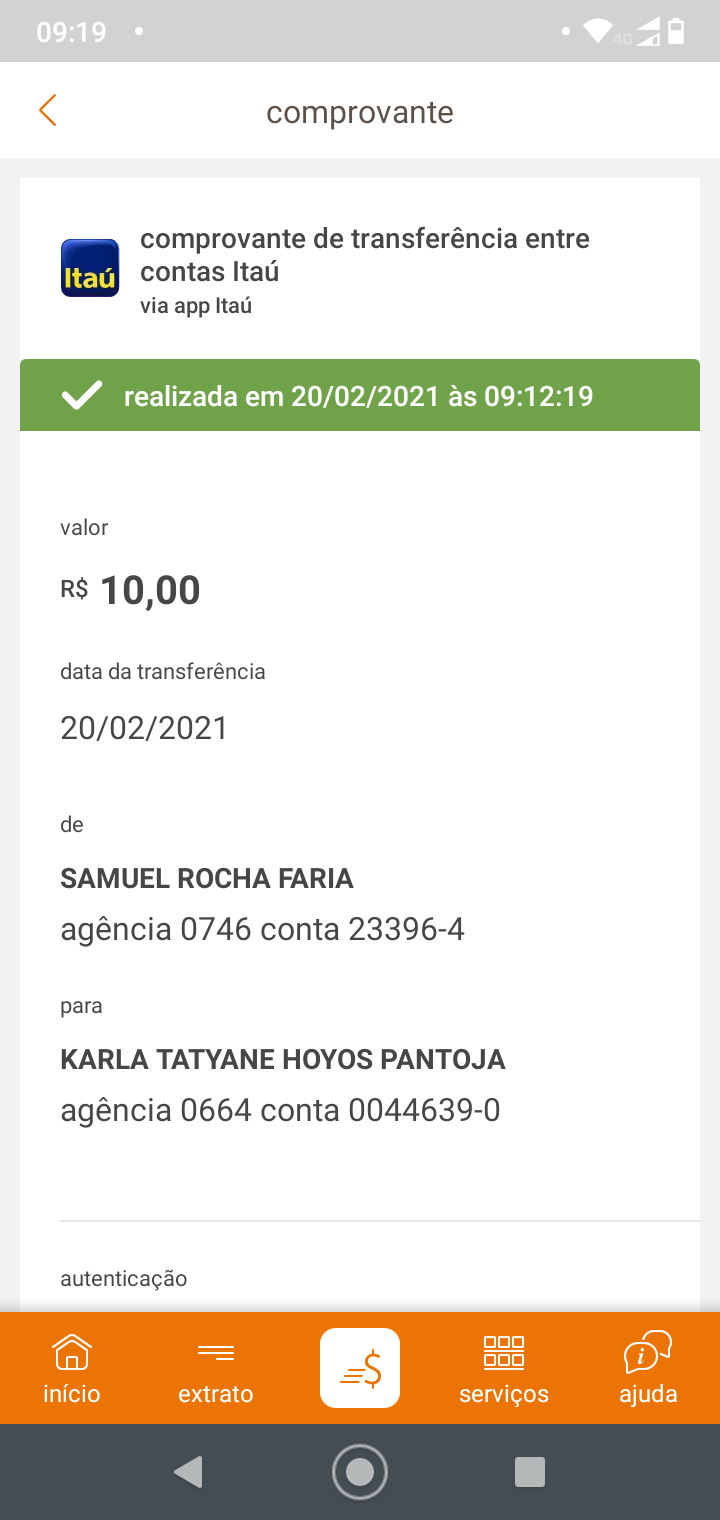 09:19
4G
comprovante
Itaú
comprovante de transferência entre
contas Itaú
via app Itaú
realizada em 20/02/2021 às 09:12:19
valor
R$ 10,00
data da transferência
20/02/2021
de
SAMUEL ROCHA FARIA
agência 0746 conta 23396-4
para
KARLA TATYANE HOYOS PANTOJA
agência 0664 conta 0044639-0
autenticação
início extrato serviços ajuda